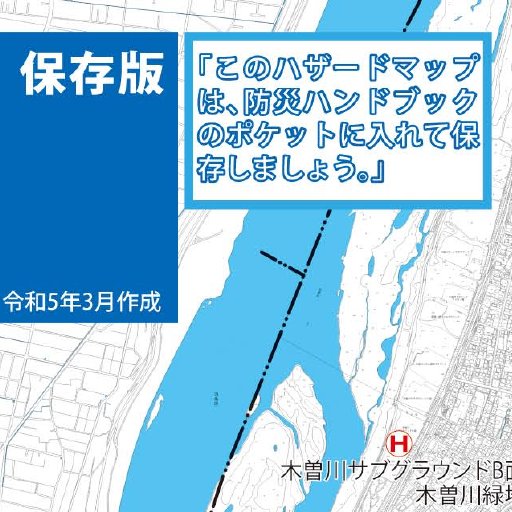 保存版
「このハザードマップ
は、防災ハンドブック
のポケットに入れて保
存しましょう。」
令和5年3月作成
H
木曽川サブグラウンドB面
木曽川緑地